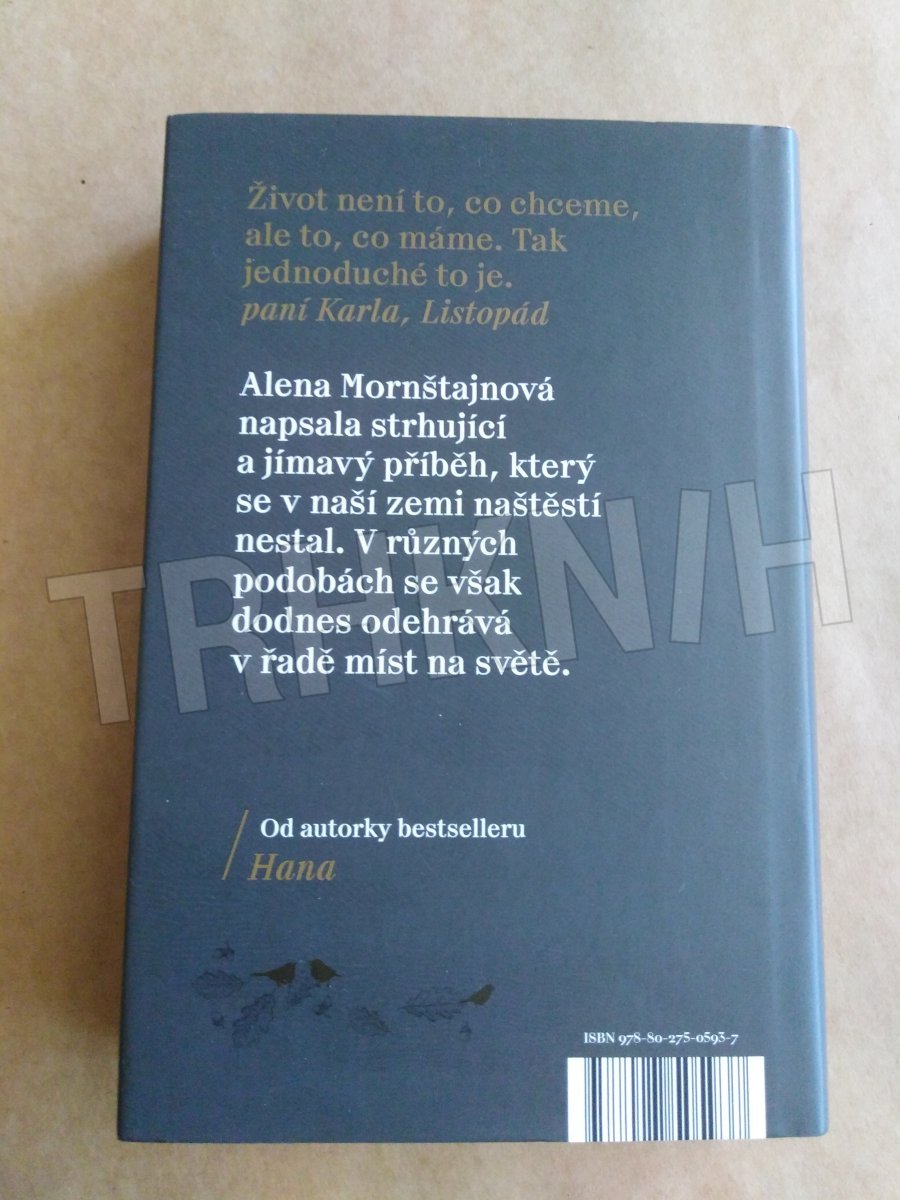 Život není to, co chceme,
ale to, co máme. Tak
jednoduché to je.
paní Karla, Listopád
Alena Mornštajnová
napsala strhující
a jímavý příběh, který
se v naší zemi naštěstí
nestal. V různých
podobách se však
dodnes odehrává
v řadě míst na světě.
TRHKNIH
Od autorky bestselleru
Hana
ISBN 978-80-275-0593-7